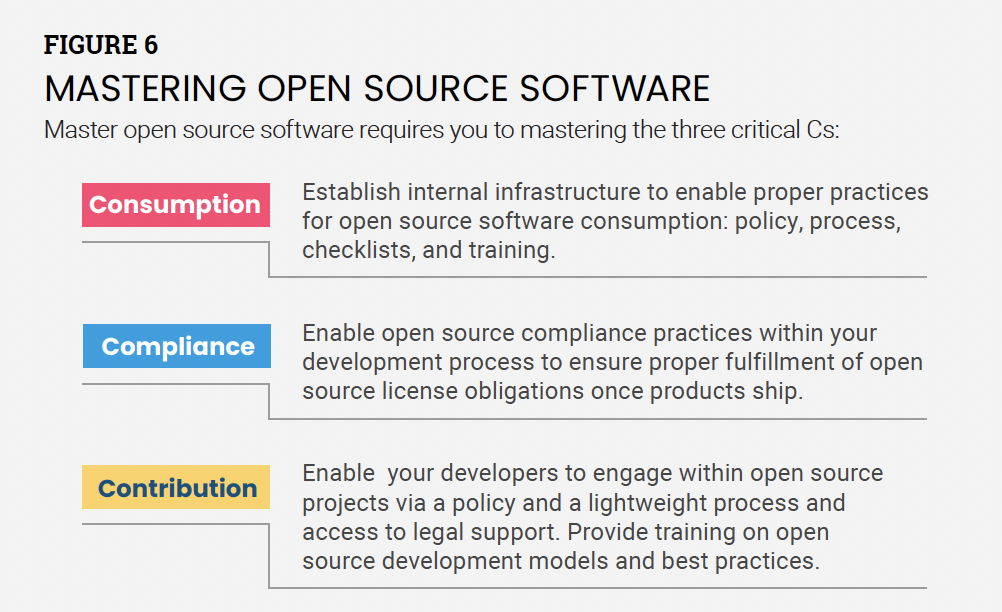 FIGURE 6
MASTERING OPEN SOURCE SOFTWARE
Master open source software requires you to mastering the three critical Cs:
Consumption
Establish internal infrastructure to enable proper practices
for open source software consumption: policy, process,
checklists, and training.
Compliance
Enable open source compliance practices within your
development process to ensure proper fulfillment of open
source license obligations once products ship.
Contribution
Enable  your developers to engage within open source
projects via a policy and a lightweight process and
access to legal support. Provide training on open
source development models and best practices.